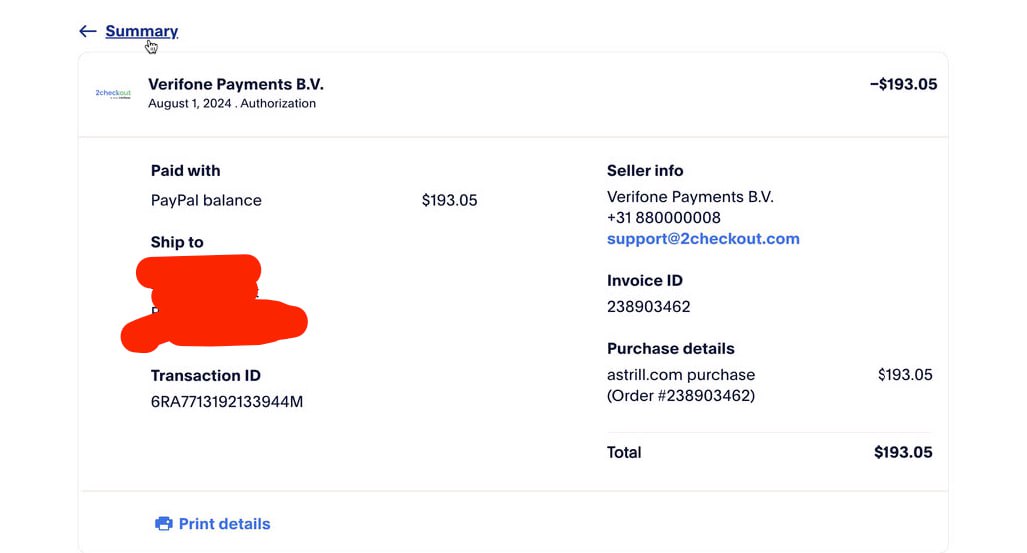 Summary
2checkout
Verifone Payments B.V.
−$193.05
August 1, 2024 . Authorization
Paid with
PayPal balance
$193.05
Ship to
Transaction ID
6RA7713192133944M
Seller info
Verifone Payments B.V.
+31 880000008
support@2checkout.com
Invoice ID
238903462
Purchase details
astrill.com purchase
$193.05
(Order #238903462)
Total
$193.05
Print details